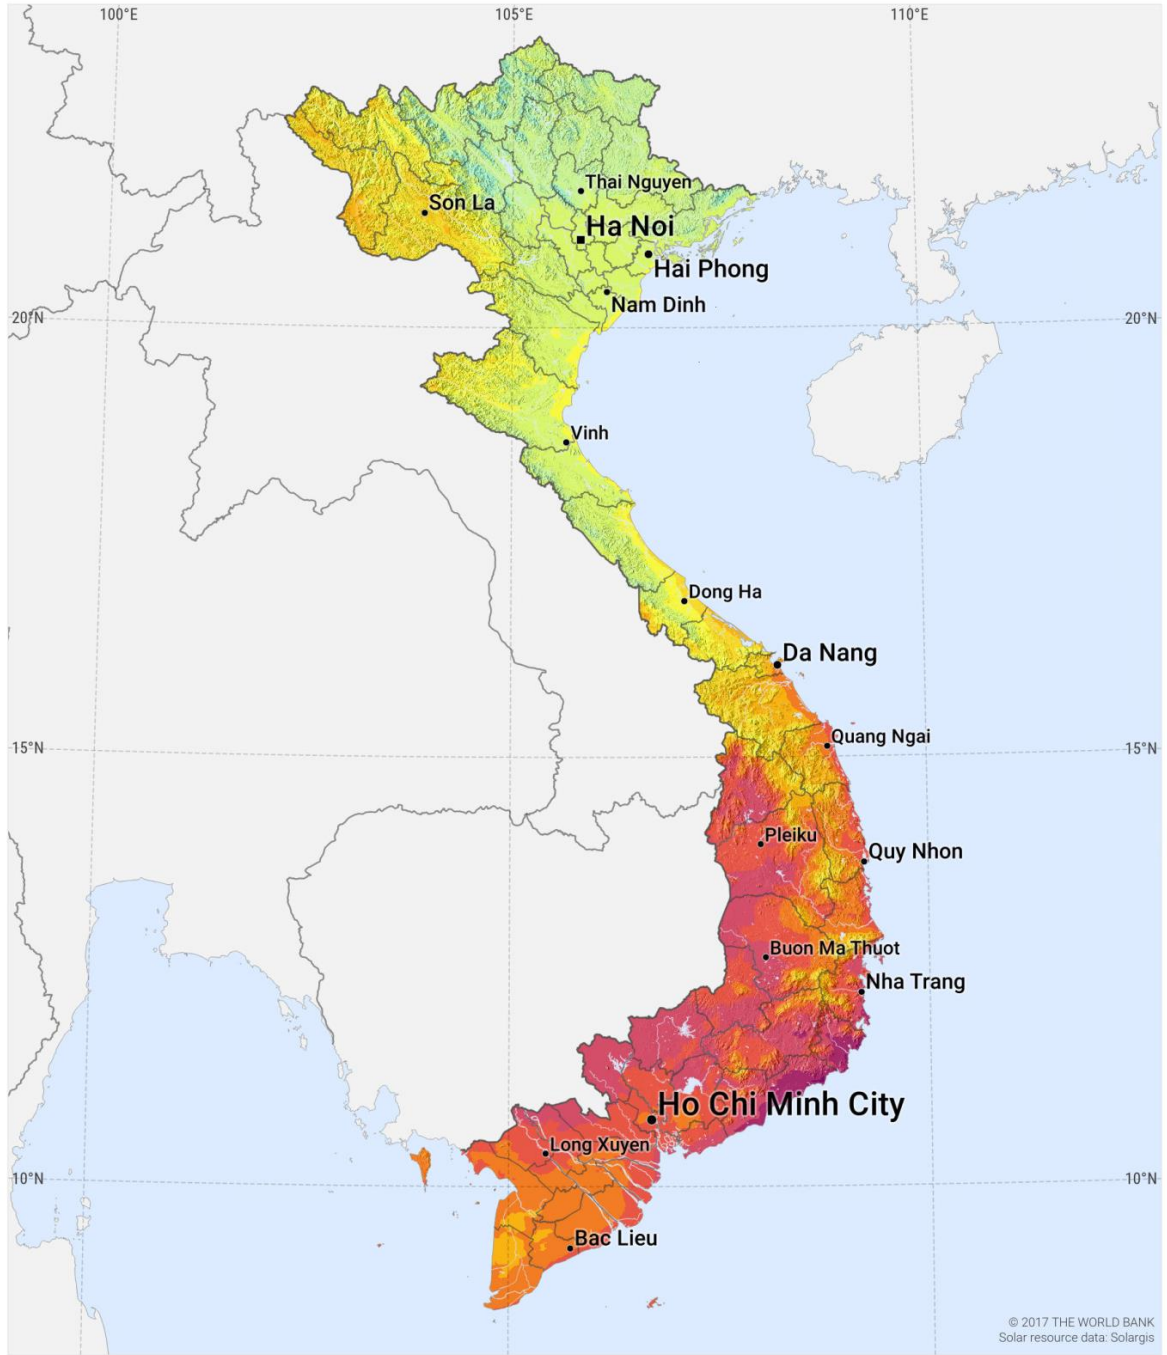 100°E
105°E
110°E
Thai Nguyen
Son La
Ha Noi
Hai Phong
Nam Dinh
20°N
20°N
Vinh
Dong Ha
Da Nang
Quang Ngai
15°N
15°N
Pleiku
Quy Nhon
Buon Ma Thuot
Nha Trang
Ho Chi Minh City
Long Xuyen
10°N
10°N
Bac Lieu
© 2017 THE WORLD BANK
Solar resource data: Solargis